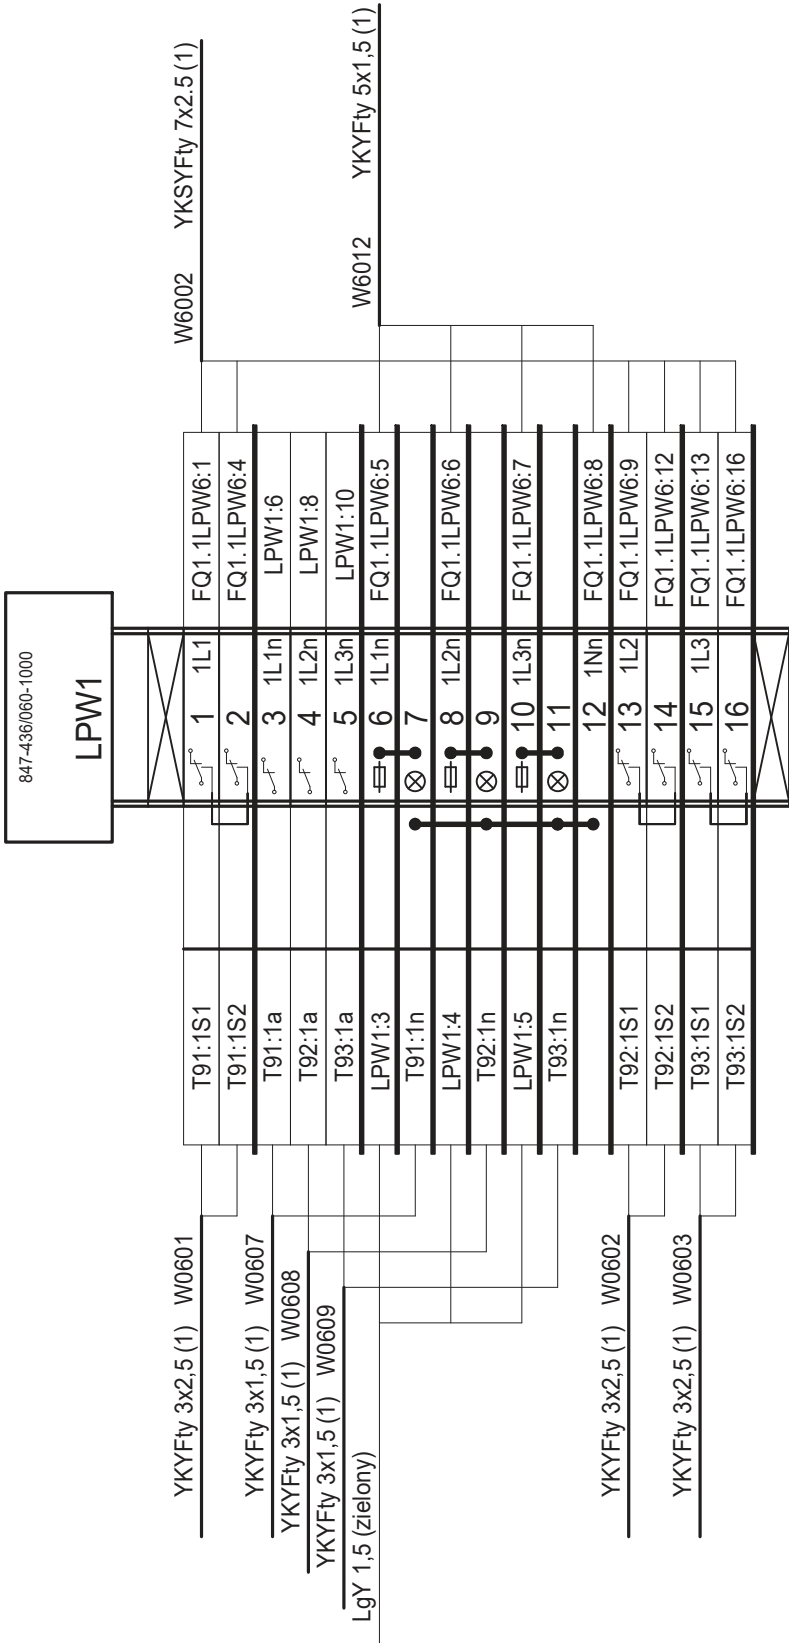 847-436/060-1000
LPW1
W6002 YKSYFty 7x2.5 (1)
W6012 YKYFty 5x1,5 (1)
T91:1S1 1 1L1 FQ1.1LPW6:1
T91:1S2 2 FQ1.1LPW6:4
T91:1a 3 1L1n LPW1:6
T92:1a 4 1L2n LPW1:8
T93:1a 5 1L3n LPW1:10
LPW1:3 6 1L1n FQ1.1LPW6:5
T91:1n 7
LPW1:4 8 1L2n FQ1.1LPW6:6
T92:1n 9
LPW1:5 10 1L3n FQ1.1LPW6:7
T93:1n 11
12 1Nn FQ1.1LPW6:8
T92:1S1 13 1L2 FQ1.1LPW6:9
T92:1S2 14 FQ1.1LPW6:12
T93:1S1 15 1L3 FQ1.1LPW6:13
T93:1S2 16 FQ1.1LPW6:16
YKYFty 3x2,5 (1) W0601
YKYFty 3x1,5 (1) W0607
YKYFty 3x1,5 (1) W0608
YKYFty 3x1,5 (1) W0609
LgY 1,5 (zielony)
YKYFty 3x2,5 (1) W0602
YKYFty 3x2,5 (1) W0603